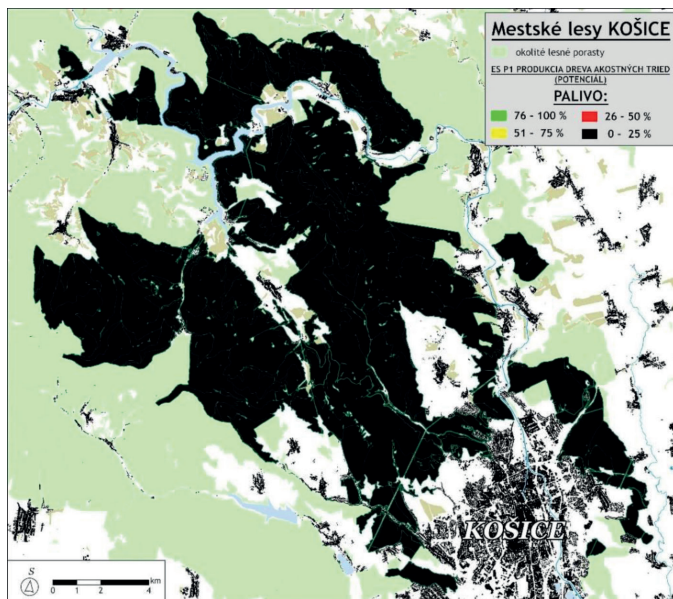 Mestské lesy KOŠICE
okolité lesné porasty
ES P1 PRODUKCIA DREVA AKOSTNÝCH TRIED
(POTENCIÁL)
PALIVO:
76 - 100 %
26 - 50 %
51 - 75 %
0 - 25 %
KOŠICE
S
0 1 2 4 km